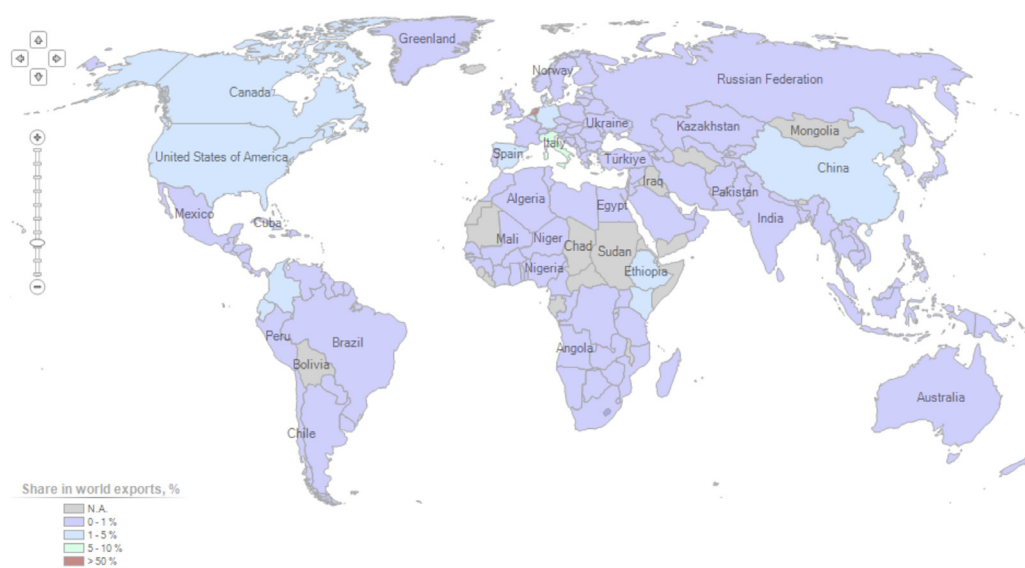 Greenland
Norway
Russian Federation
Canada
Ukraine
Kazakhstan
Mongolia
Italy
United States of America
Spain
Türkiye
China
Iraq
Pakistan
Algeria
Egypt
Mexico
India
Cuba
Mali
Niger
Chad
Sudan
Nigeria
Ethiopia
Peru
Brazil
Angola
Bolivia
Australia
Chile
Share in world exports, %
N.A.
0 - 1 %
1 - 5 %
5 - 10 %
> 50 %